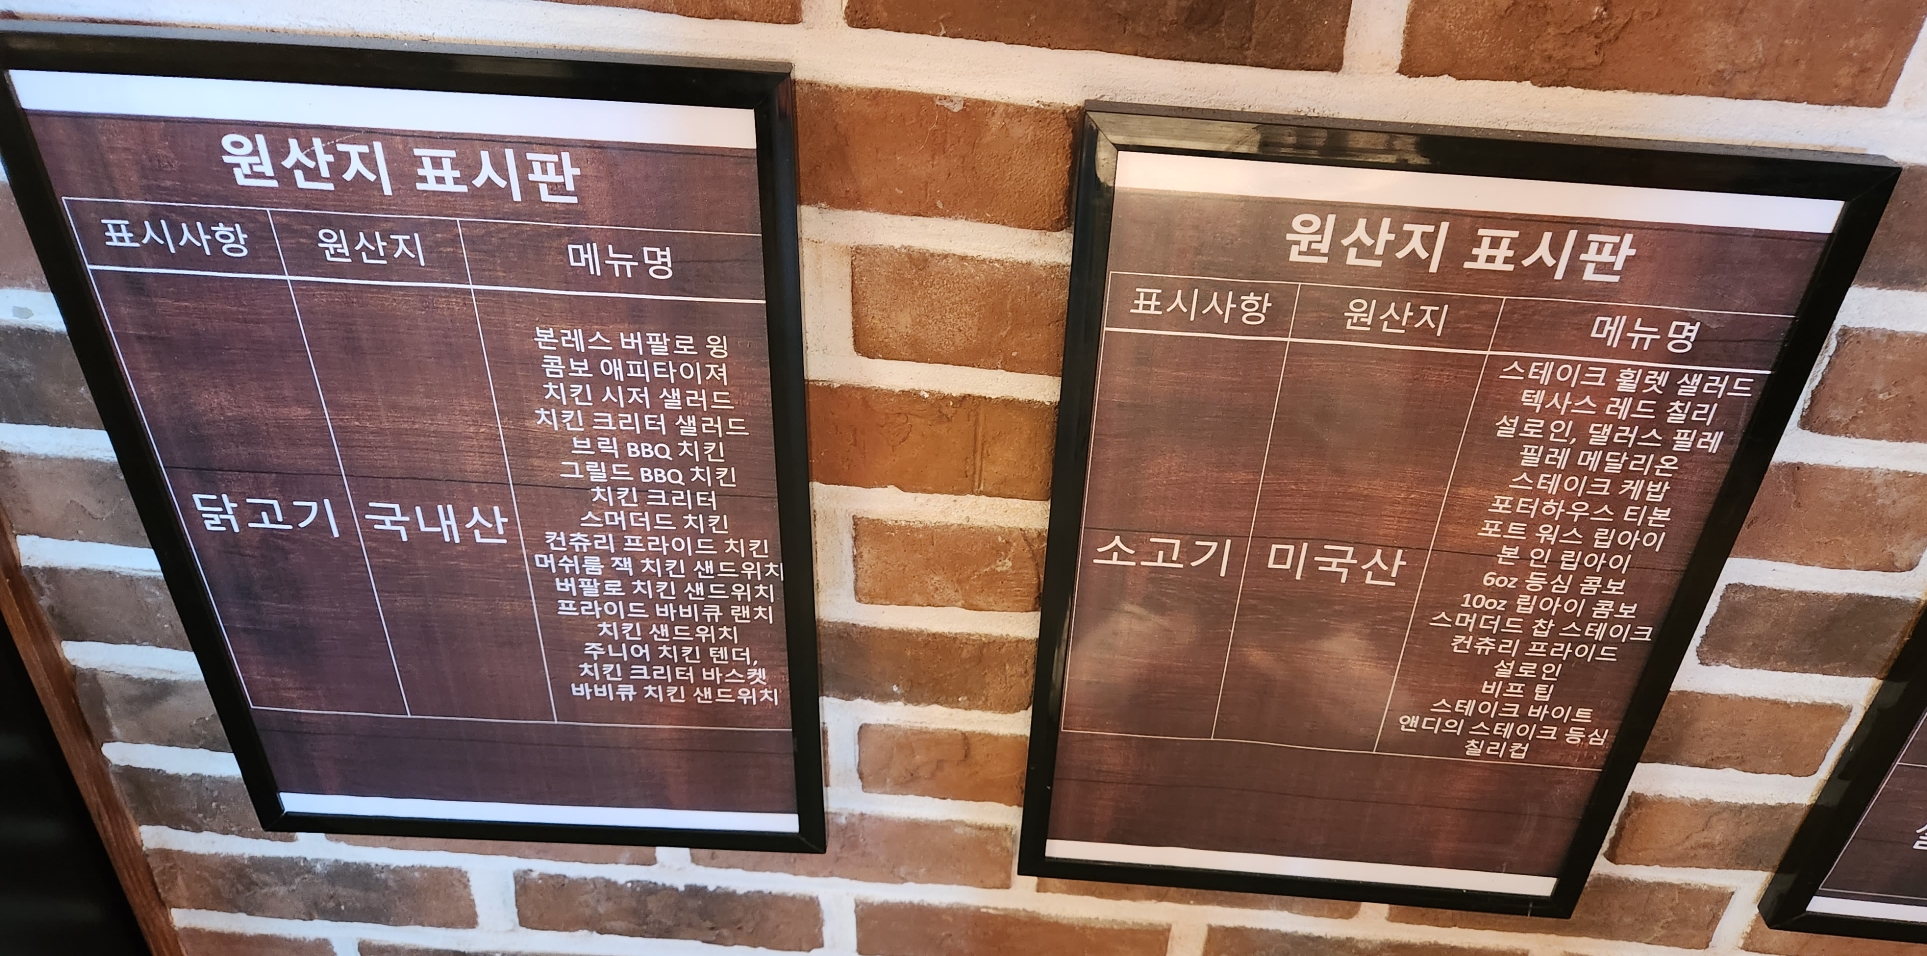 원산지 표시판
표시사항 원산지 메뉴명
닭고기 국내산
본레스 버팔로 윙
콤보 애피타이져
치킨 시저 샐러드
치킨 크리터 샐러드
브릭 BBQ 치킨
그릴드 BBQ 치킨
치킨 크리터
스머더드 치킨
컨츄리 프라이드 치킨
머쉬룸 잭 치킨 샌드위치
버팔로 치킨 샌드위치
프라이드 바비큐 랜치
치킨 샌드위치
주니어 치킨 텐더,
치킨 크리터 바스켓
바비큐 치킨 샌드위치
원산지 표시판
표시사항 원산지 메뉴명
소고기 미국산
스테이크 휠렛 샐러드
텍사스 레드 칠리
설로인, 댈러스 필레
필레 메달리온
스테이크 케밥
포터하우스 티본
포트 워스 립아이
본 인 립아이
6oz 등심 콤보
10oz 립아이 콤보
스머더드 찹 스테이크
컨츄리 프라이드
설로인
비프 팁
스테이크 바이트
앤디의 스테이크 등심
칠리컵